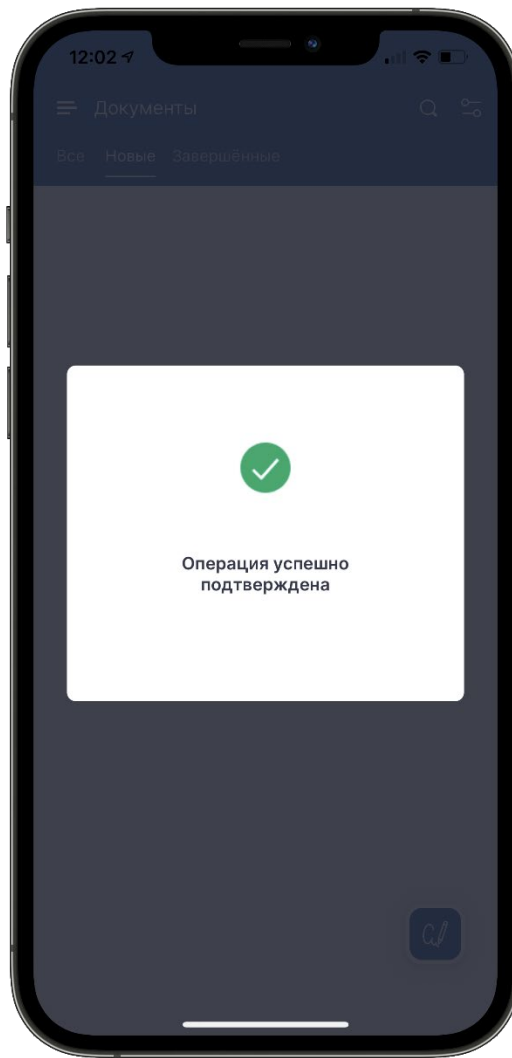 12:02
Документы
Все Новые Завершённые
Операция успешно
подтверждена